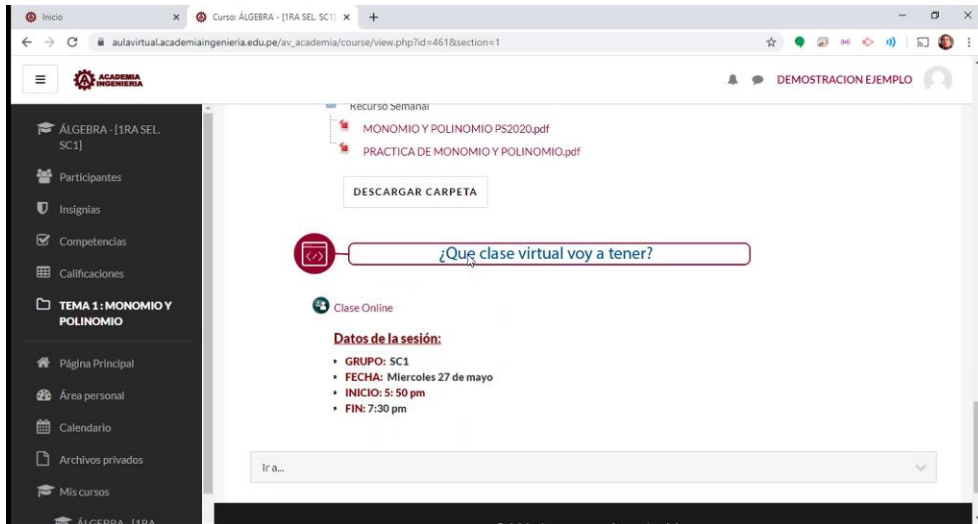 Inicio
Curso: ÁLGEBRA - [1RA SEL. SC1]
aulavirtual.academiaingenieria.edu.pe/av_academia/course/view.php?id=461&section=1
ACADEMIA
INGENIERIA
DEMOSTRACION EJEMPLO
ÁLGEBRA - [1RA SEL.
SC1]
Participantes
Insignias
Competencias
Calificaciones
TEMA 1 : MONOMIO Y
POLINOMIO
Página Principal
Área personal
Calendario
Archivos privados
Mis cursos
ÁLGEBRA - [1RA
Recurso Semanal
MONOMIO Y POLINOMIO PS2020.pdf
PRACTICA DE MONOMIO Y POLINOMIO.pdf
DESCARGAR CARPETA
¿Que clase virtual voy a tener?
Clase Online
Datos de la sesión:
GRUPO: SC1
FECHA: Miercoles 27 de mayo
INICIO: 5: 50 pm
FIN: 7:30 pm
Ir a...